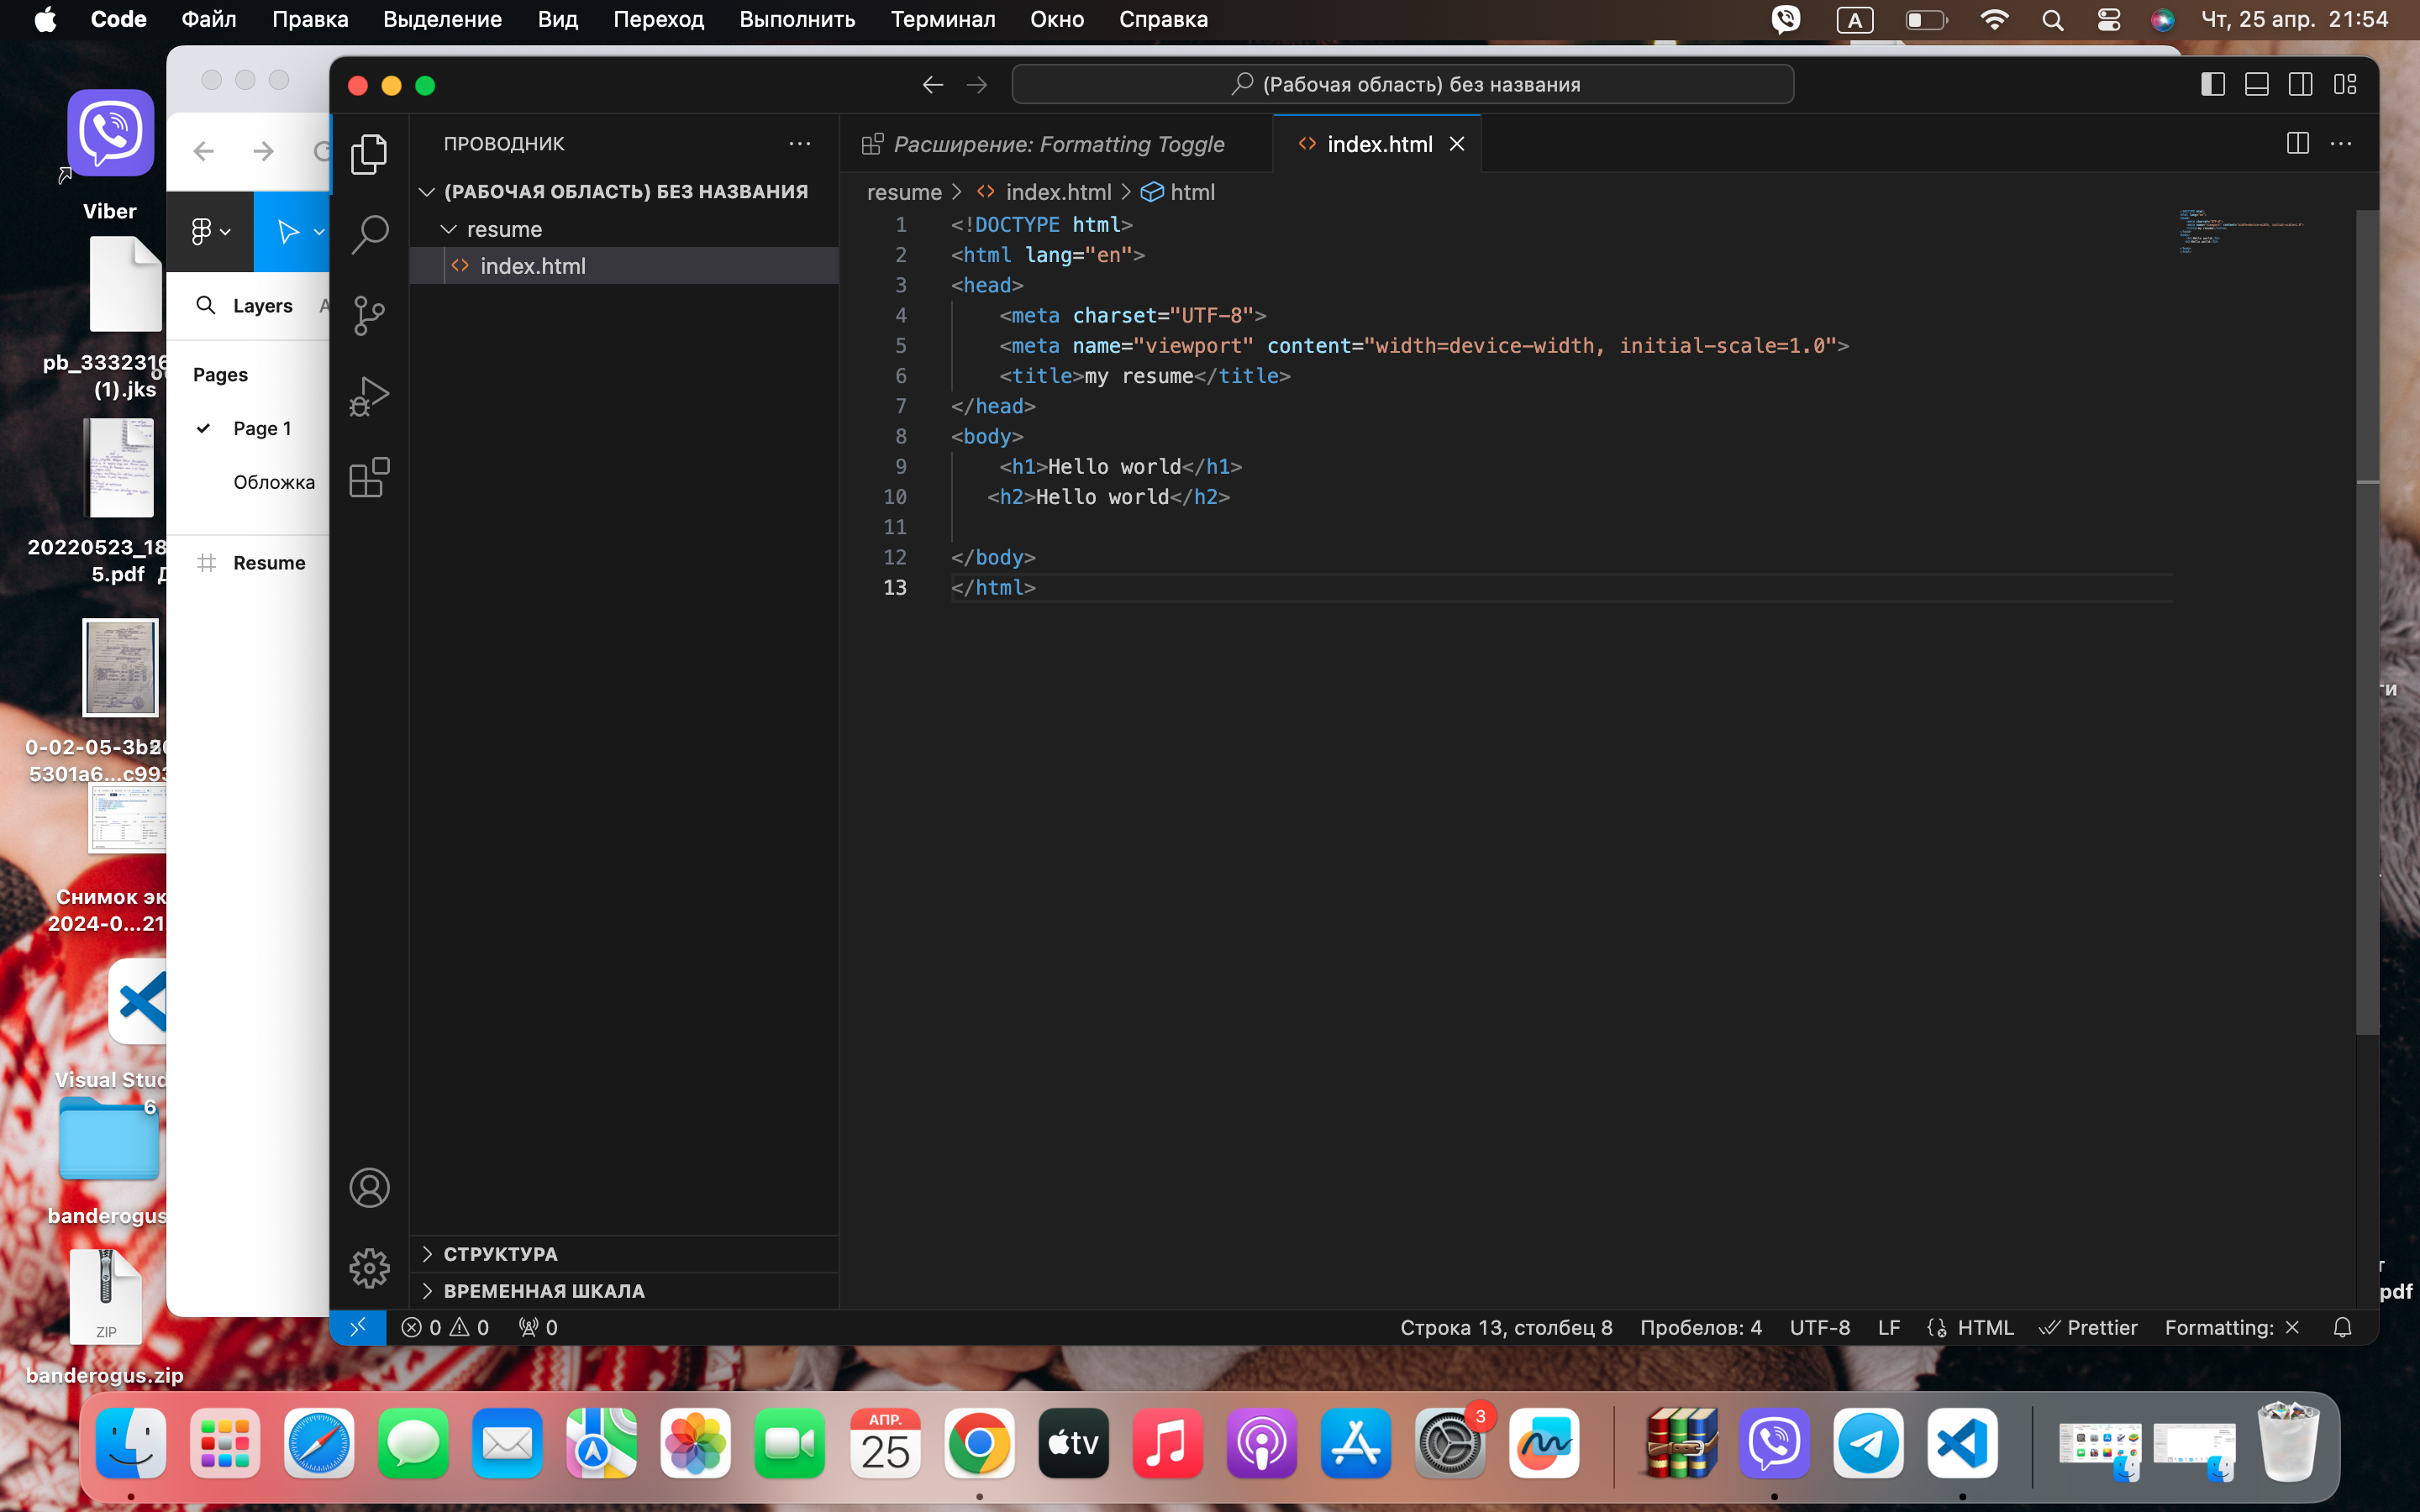 Code Файл Правка Выделение Вид Переход Выполнить Терминал Окно Справка A Чт, 25 апр. 21:54
Viber
pb_3332316
(1).jks
20220523_18
5.pdf
5301a6...c993
Снимок эк
2024-0...21
Visual Stud
6
banderogus
ZIP
banderogus.zip
Layers
Pages
Page 1
Обложка
Resume
(Рабочая область) без названия
ПРОВОДНИК
(РАБОЧАЯ ОБЛАСТЬ) БЕЗ НАЗВАНИЯ
resume
index.html
СТРУКТУРА
ВРЕМЕННАЯ ШКАЛА
Расширение: Formatting Toggle
index.html
resume > index.html > html
1 <!DOCTYPE html>
2 <html lang="en">
3 <head>
4 <meta charset="UTF-8">
5 <meta name="viewport" content="width=device-width, initial-scale=1.0">
6 <title>my resume</title>
7 </head>
8 <body>
9 <h1>Hello world</h1>
10 <h2>Hello world</h2>
11
12 </body>
13 </html>
0 0 0 Строка 13, столбец 8 Пробелов: 4 UTF-8 LF HTML Prettier Formatting:
pdf
АПР.
25
tv
3